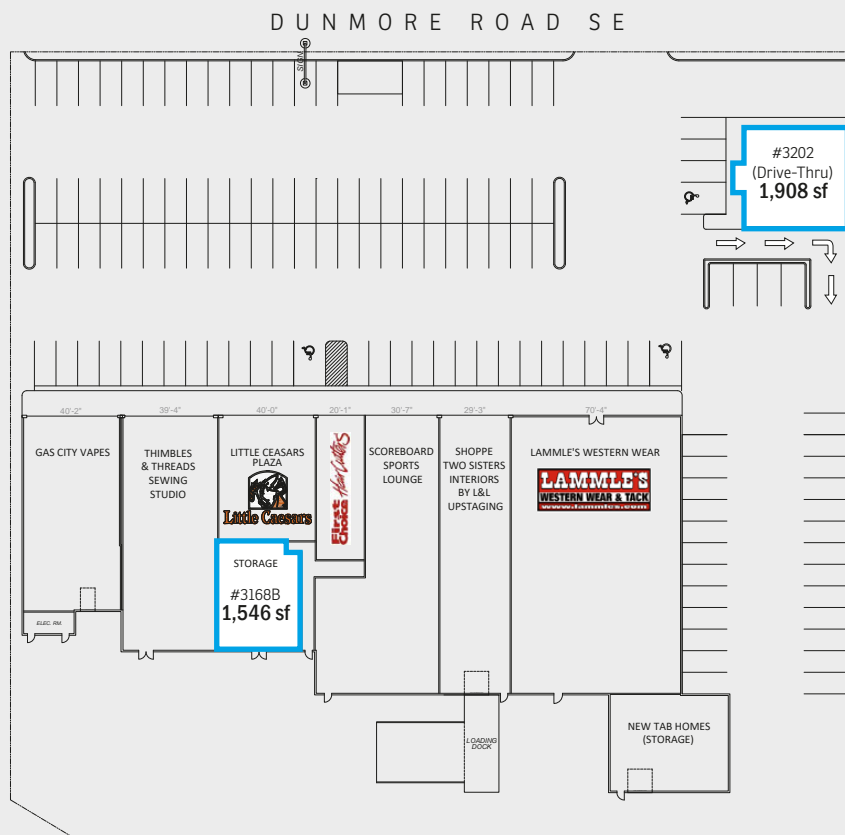 DUNMORE ROAD SE
SIGN
#3202
(Drive-Thru)
1,908 sf
40'-2"
39'-4"
40'-0"
20'-1"
30'-7"
29'-3"
70'-4"
GAS CITY VAPES
THIMBLES
& THREADS
SEWING
STUDIO
LITTLE CEASARS
PLAZA
Little Caesars
First
Choice Haircutters
SCOREBOARD
SPORTS
LOUNGE
SHOPPE
TWO SISTERS
INTERIORS
BY L&L
UPSTAGING
LAMMLE'S WESTERN WEAR
LAMMLE'S
WESTERN WEAR & TACK
www.lammles.com
STORAGE
#3168B
1,546 sf
ELEC. RM.
LOADING
DOCK
NEW TAB HOMES
(STORAGE)